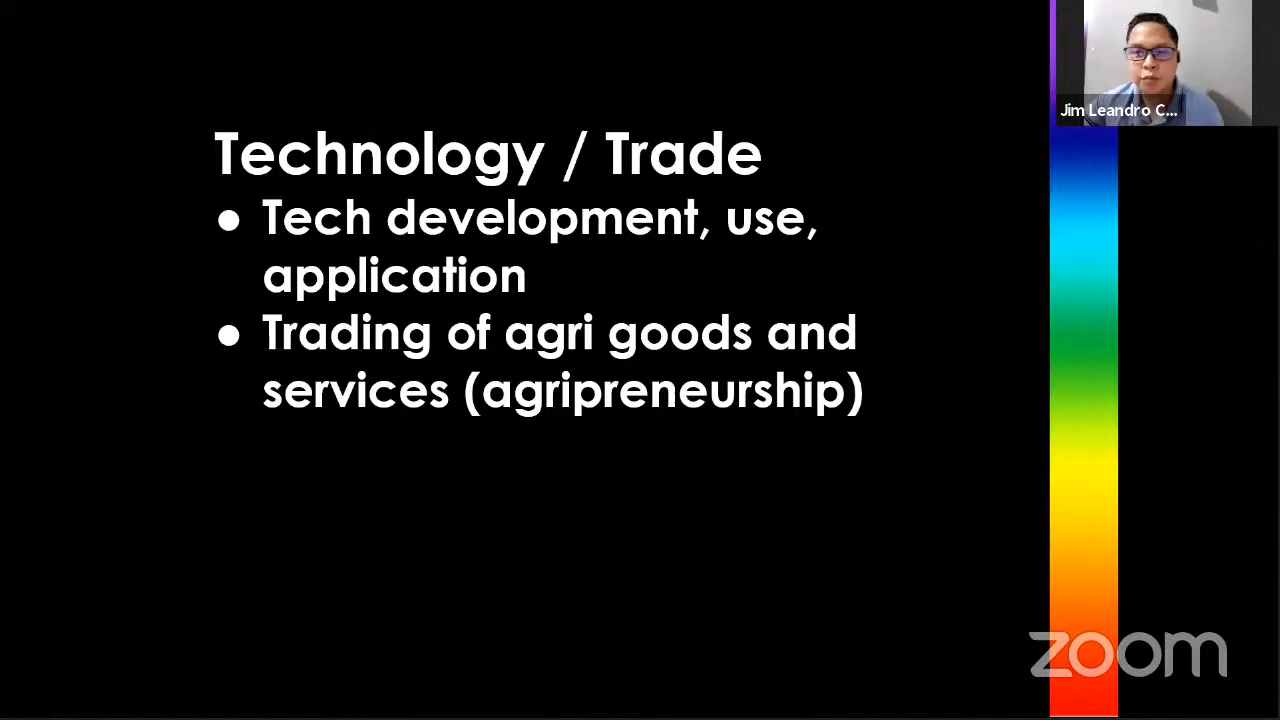 Jim Leandro C...
Technology / Trade
● Tech development, use,
application
● Trading of agri goods and
services (agripreneurship)
zoom